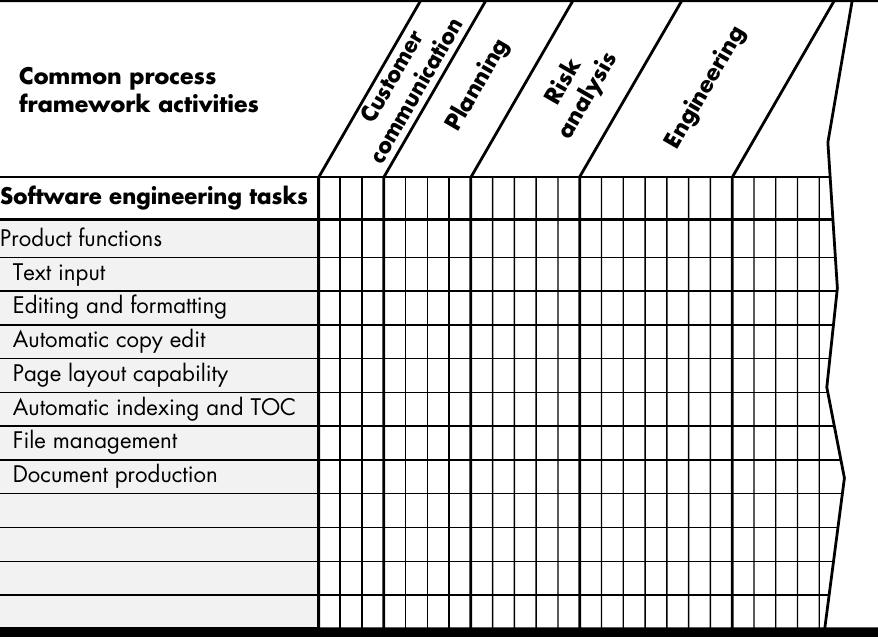 Common process
framework activities
Customer
communication
Planning
Risk
analysis
Engineering
Software engineering tasks
Product functions
Text input
Editing and formatting
Automatic copy edit
Page layout capability
Automatic indexing and TOC
File management
Document production